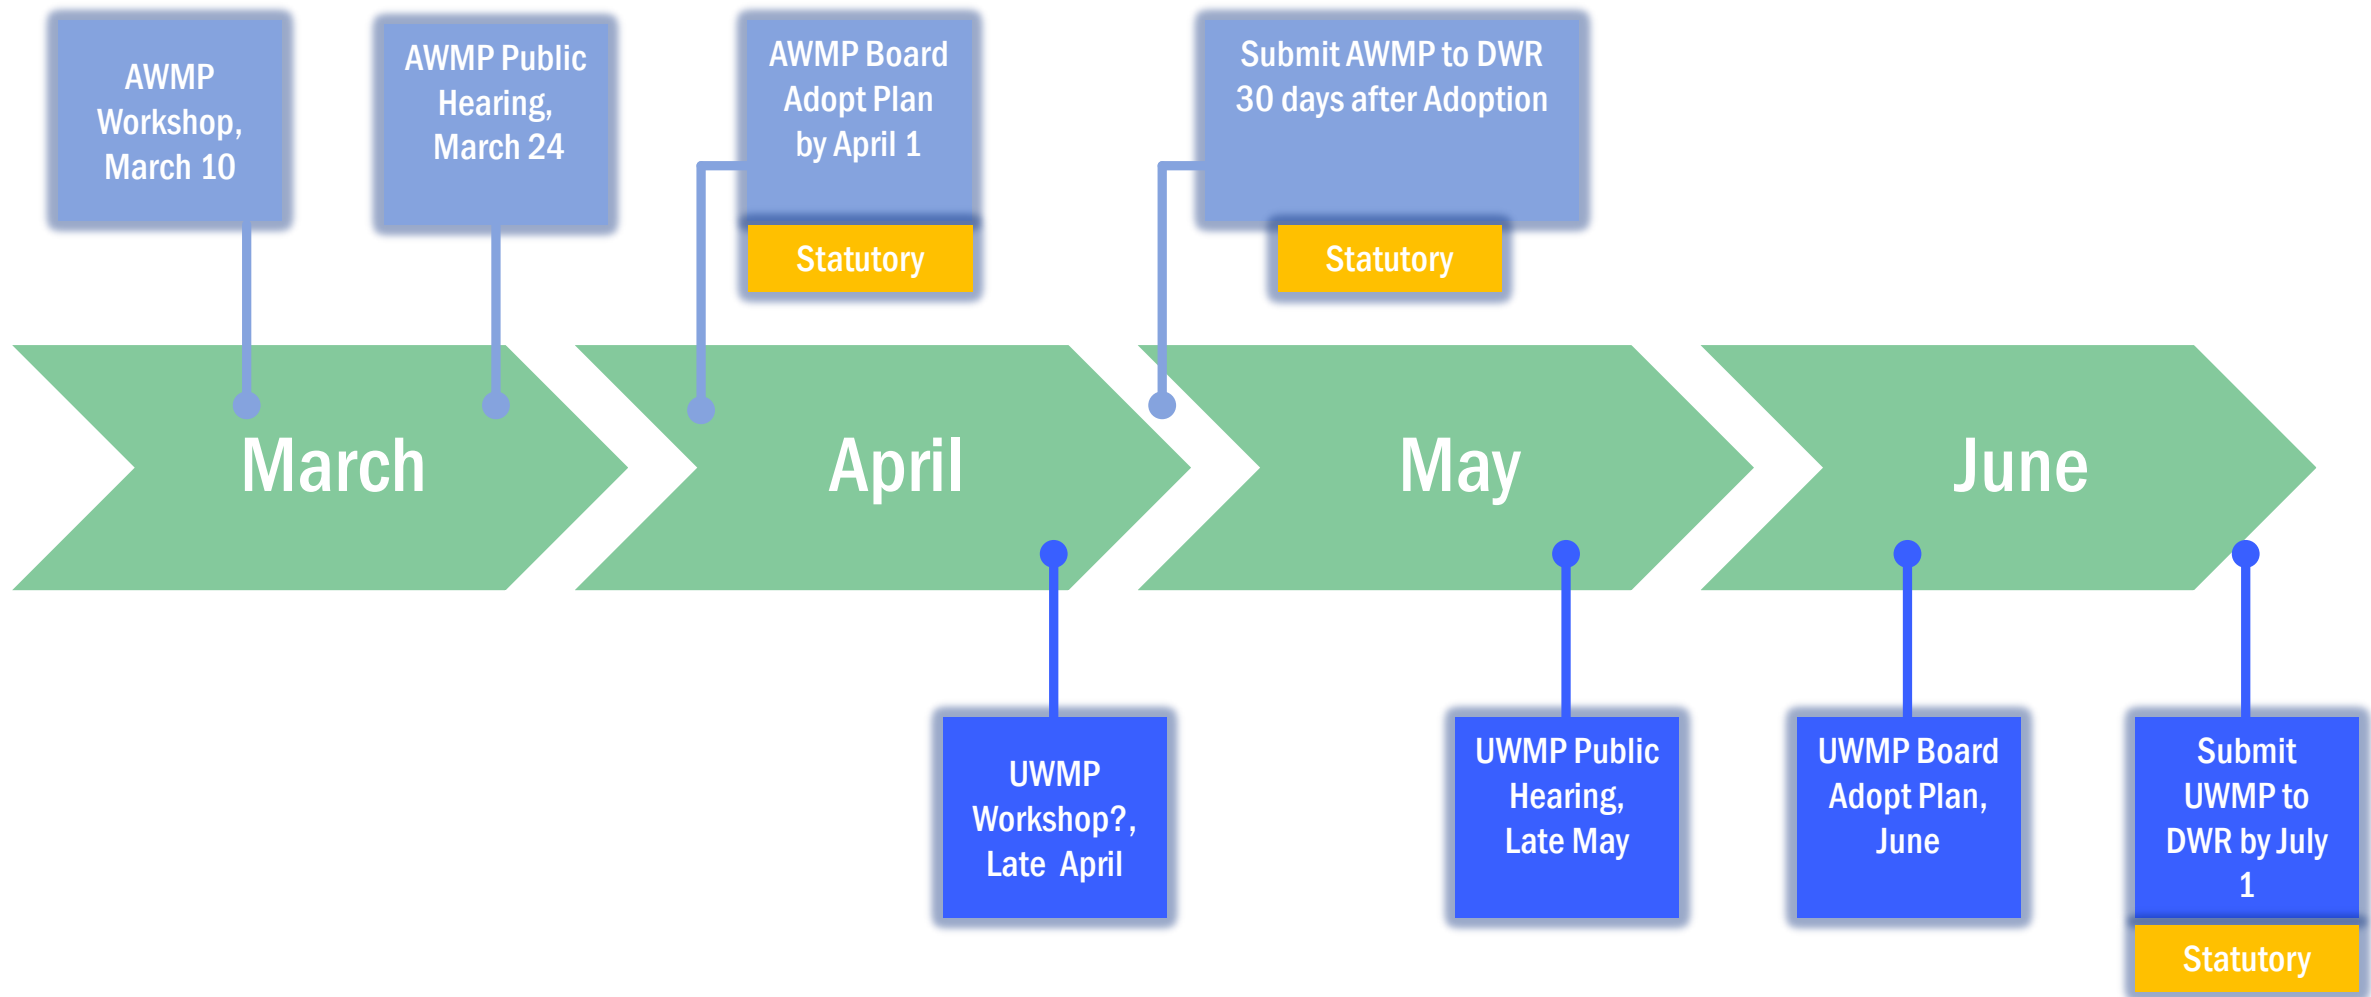 AWMP
Workshop,
March 10
AWMP Public
Hearing,
March 24
AWMP Board
Adopt Plan
by April 1
Statutory
Submit AWMP to DWR
30 days after Adoption
Statutory
March
April
May
June
UWMP
Workshop?,
Late April
UWMP Public
Hearing,
Late May
UWMP Board
Adopt Plan,
June
Submit
UWMP to
DWR by July
1
Statutory